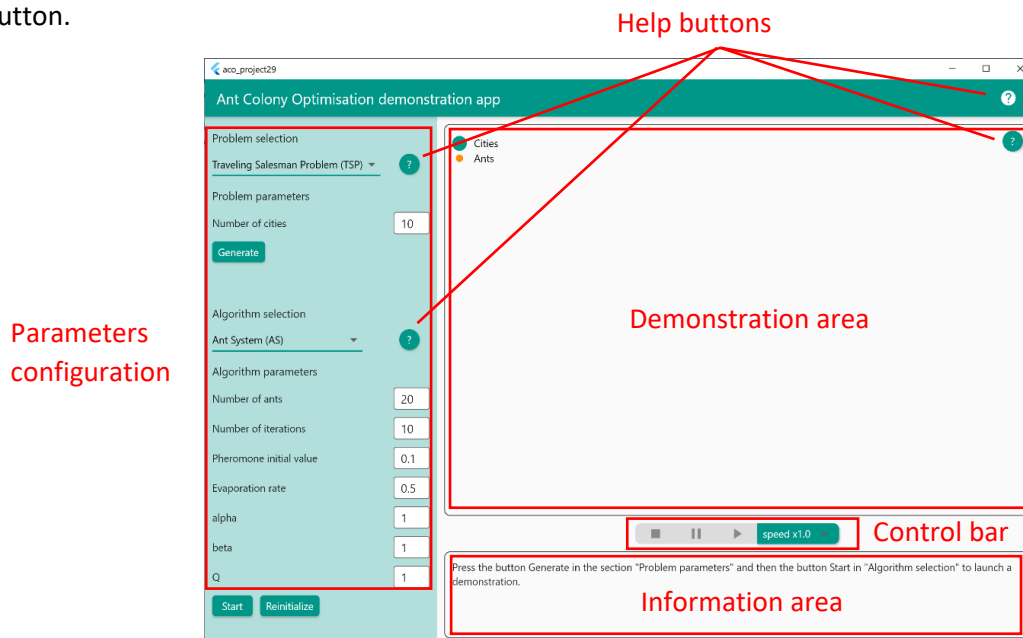 utton.
Help buttons
aco_project29
Ant Colony Optimisation demonstration app
Problem selection
Traveling Salesman Problem (TSP)
?
Problem parameters
Number of cities 10
Generate
Algorithm selection
Ant System (AS)
?
Algorithm parameters
Number of ants 20
Number of iterations 10
Pheromone initial value 0.1
Evaporation rate 0.5
alpha 1
beta 1
Q 1
Start Reinitialize
Parameters
configuration
?
Cities
Ants
?
Demonstration area
speed x1.0
Control bar
Press the button Generate in the section "Problem parameters" and then the button Start in "Algorithm selection" to launch a
demonstration.
Information area